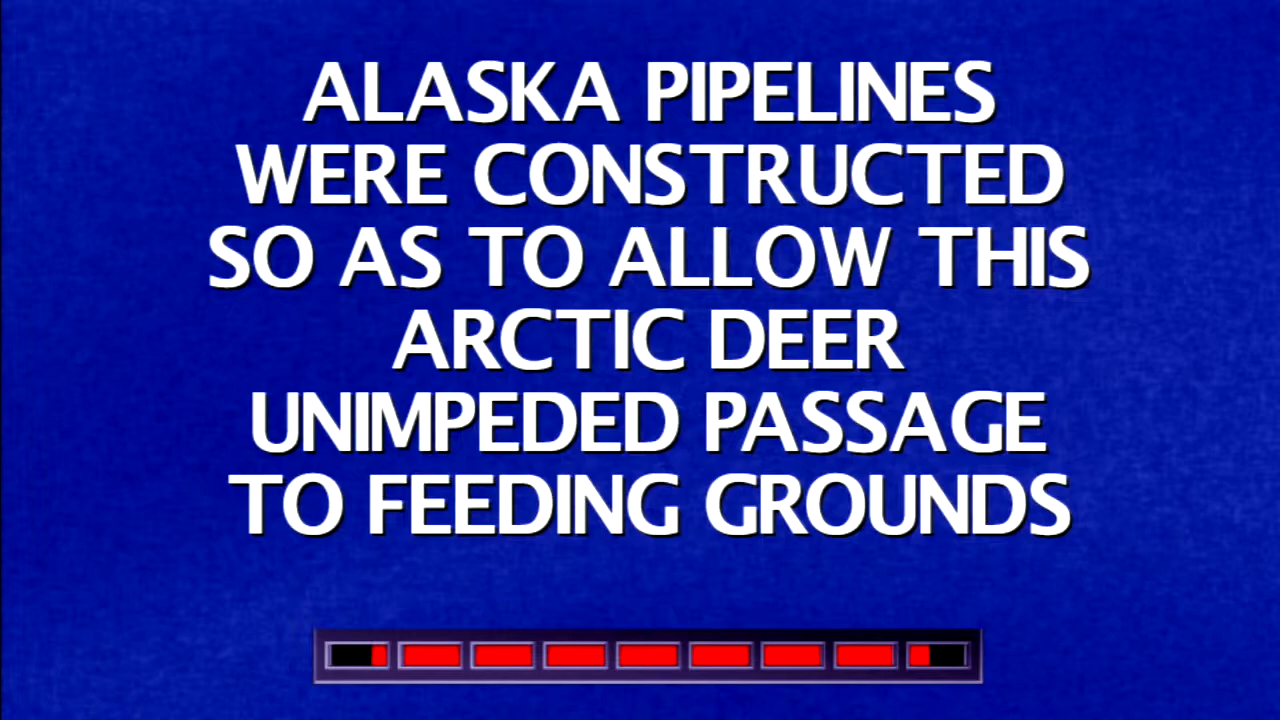 ALASKA PIPELINES
WERE CONSTRUCTED
SO AS TO ALLOW THIS
ARCTIC DEER
UNIMPEDED PASSAGE
TO FEEDING GROUNDS